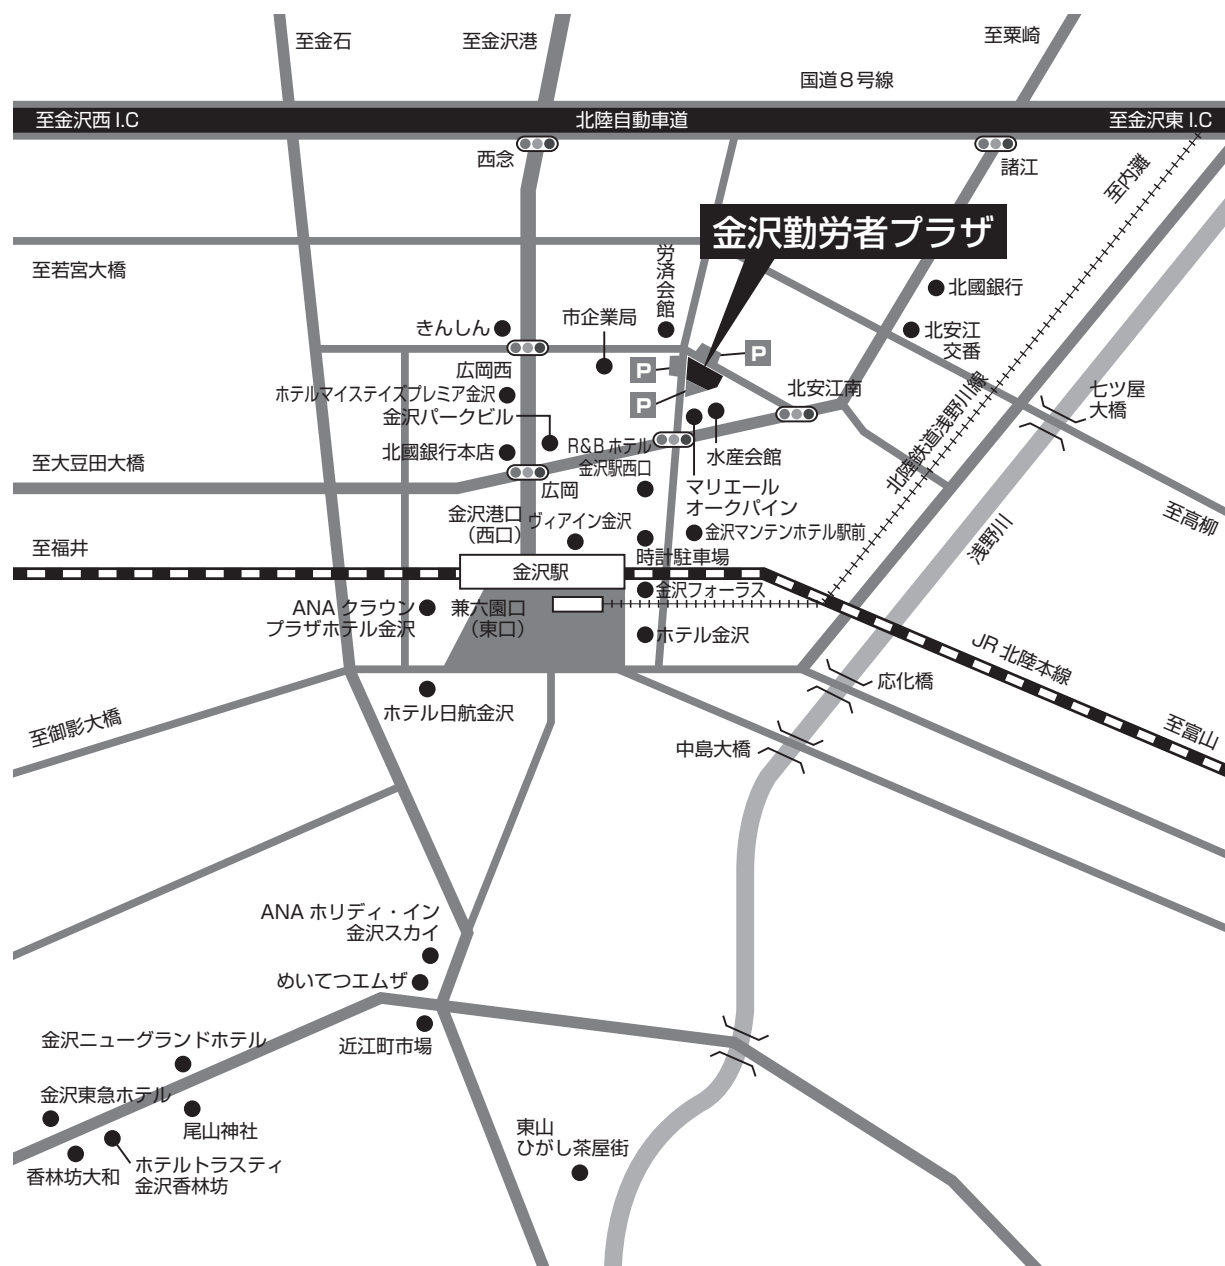 至金石
至金沢港
至粟崎
国道8号線
至金沢西 I.C
北陸自動車道
至金沢東 I.C
西念
諸江
至内灘
金沢勤労者プラザ
至若宮大橋
労済会館
北國銀行
きんしん
市企業局
北安江
交番
P
P
P
広岡西
ホテルマイステイズプレミア金沢
金沢パークビル
北安江南
七ツ屋
大橋
北陸鉄道浅野川線
北國銀行本店
R&B ホテル
金沢駅西口
水産会館
至大豆田大橋
広岡
マリエール
オークパイン
至高柳
金沢港口
（西口）
ヴィアイン金沢
金沢マンテンホテル駅前
浅野川
至福井
時計駐車場
金沢駅
金沢フォーラス
ANA クラウン
プラザホテル金沢
兼六園口
（東口）
ホテル金沢
JR 北陸本線
応化橋
ホテル日航金沢
至御影大橋
中島大橋
至富山
ANA ホリディ・イン
金沢スカイ
めいてつエムザ
金沢ニューグランドホテル
近江町市場
金沢東急ホテル
尾山神社
東山
ひがし茶屋街
香林坊大和
ホテルトラスティ
金沢香林坊